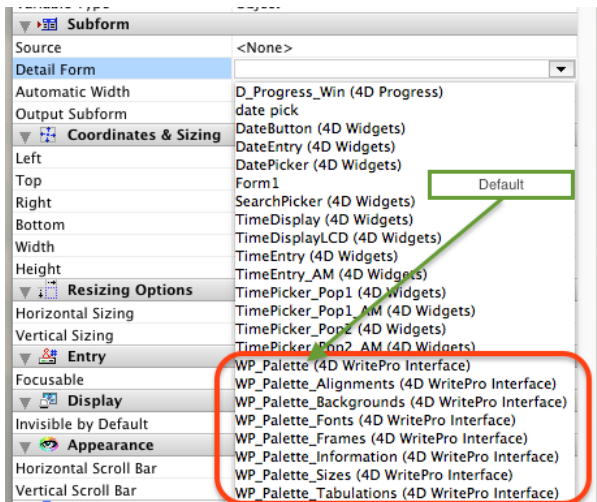 Subform
Source <None>
Detail Form
Automatic Width D_Progress_Win (4D Progress)
Output Subform date pick
DateButton (4D Widgets)
Coordinates & Sizing DateEntry (4D Widgets)
Left DatePicker (4D Widgets)
Top Form1 Default
Right SearchPicker (4D Widgets)
Bottom TimeDisplay (4D Widgets)
Width TimeDisplayLCD (4D Widgets)
TimeEntry (4D Widgets)
Height TimeEntry_AM (4D Widgets)
Resizing Options TimePicker_Pop1 (4D Widgets)
Horizontal Sizing TimePicker_Pop1_AM (4D Widgets)
Vertical Sizing TimePicker_Pop2 (4D Widgets)
TimePicker_Pop2_AM (4D Widgets)
Entry WP_Palette (4D WritePro Interface)
Focusable WP_Palette_Alignments (4D WritePro Interface)
Display WP_Palette_Backgrounds (4D WritePro Interface)
Invisible by Default WP_Palette_Fonts (4D WritePro Interface)
WP_Palette_Frames (4D WritePro Interface)
Appearance WP_Palette_Information (4D WritePro Interface)
Horizontal Scroll Bar WP_Palette_Sizes (4D WritePro Interface)
Vertical Scroll Bar WP_Palette_Tabulations (4D WritePro Interface)